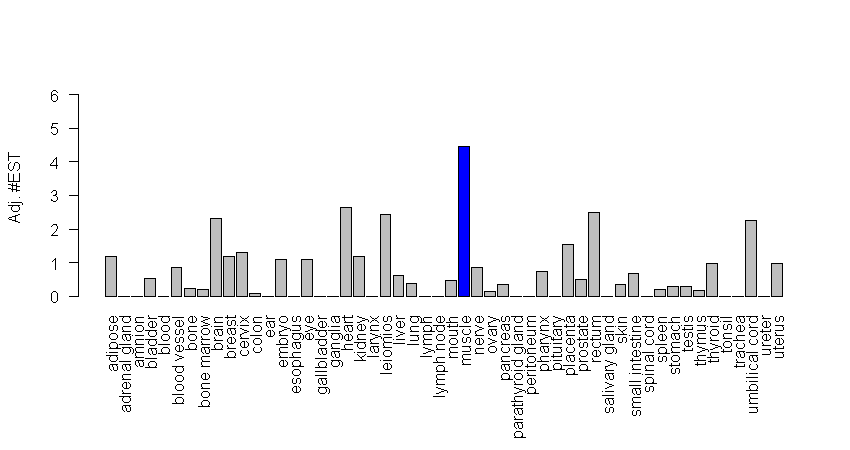 6
5
4
3
2
1
0
Adj. #EST
adipose
adrenal gland
amnion
bladder
blood
blood vessel
bone
bone marrow
brain
breast
cervix
colon
ear
embryo
esophagus
eye
gallbladder
ganglia
heart
kidney
larynx
leiomios
liver
lung
lymph
lymph node
mouth
muscle
nerve
ovary
pancreas
parathyroid gland
peritoneum
pharynx
pituitary
placenta
prostate
rectum
salivary gland
skin
small intestine
spinal cord
spleen
stomach
testis
thymus
thyroid
tonsil
trachea
umbilical cord
ureter
uterus